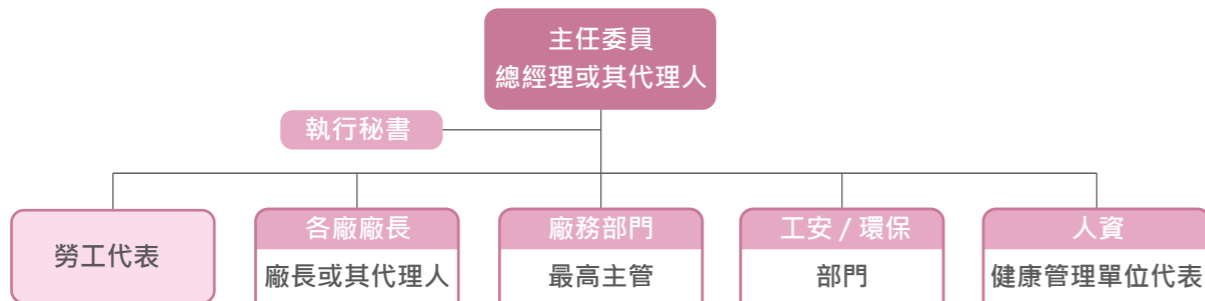 主任委員
總經理或其代理人
執行秘書
勞工代表
各廠廠長
廠長或其代理人
廠務部門
最高主管
工安 / 環保
部門
人資
健康管理單位代表